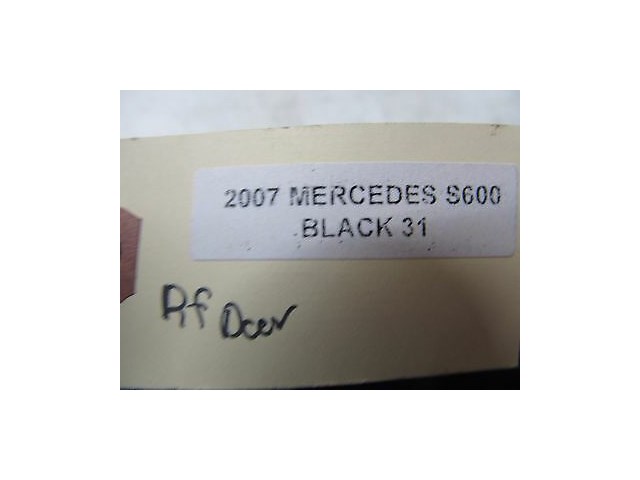 2007 MERCEDES S600
BLACK 31
Rf Door